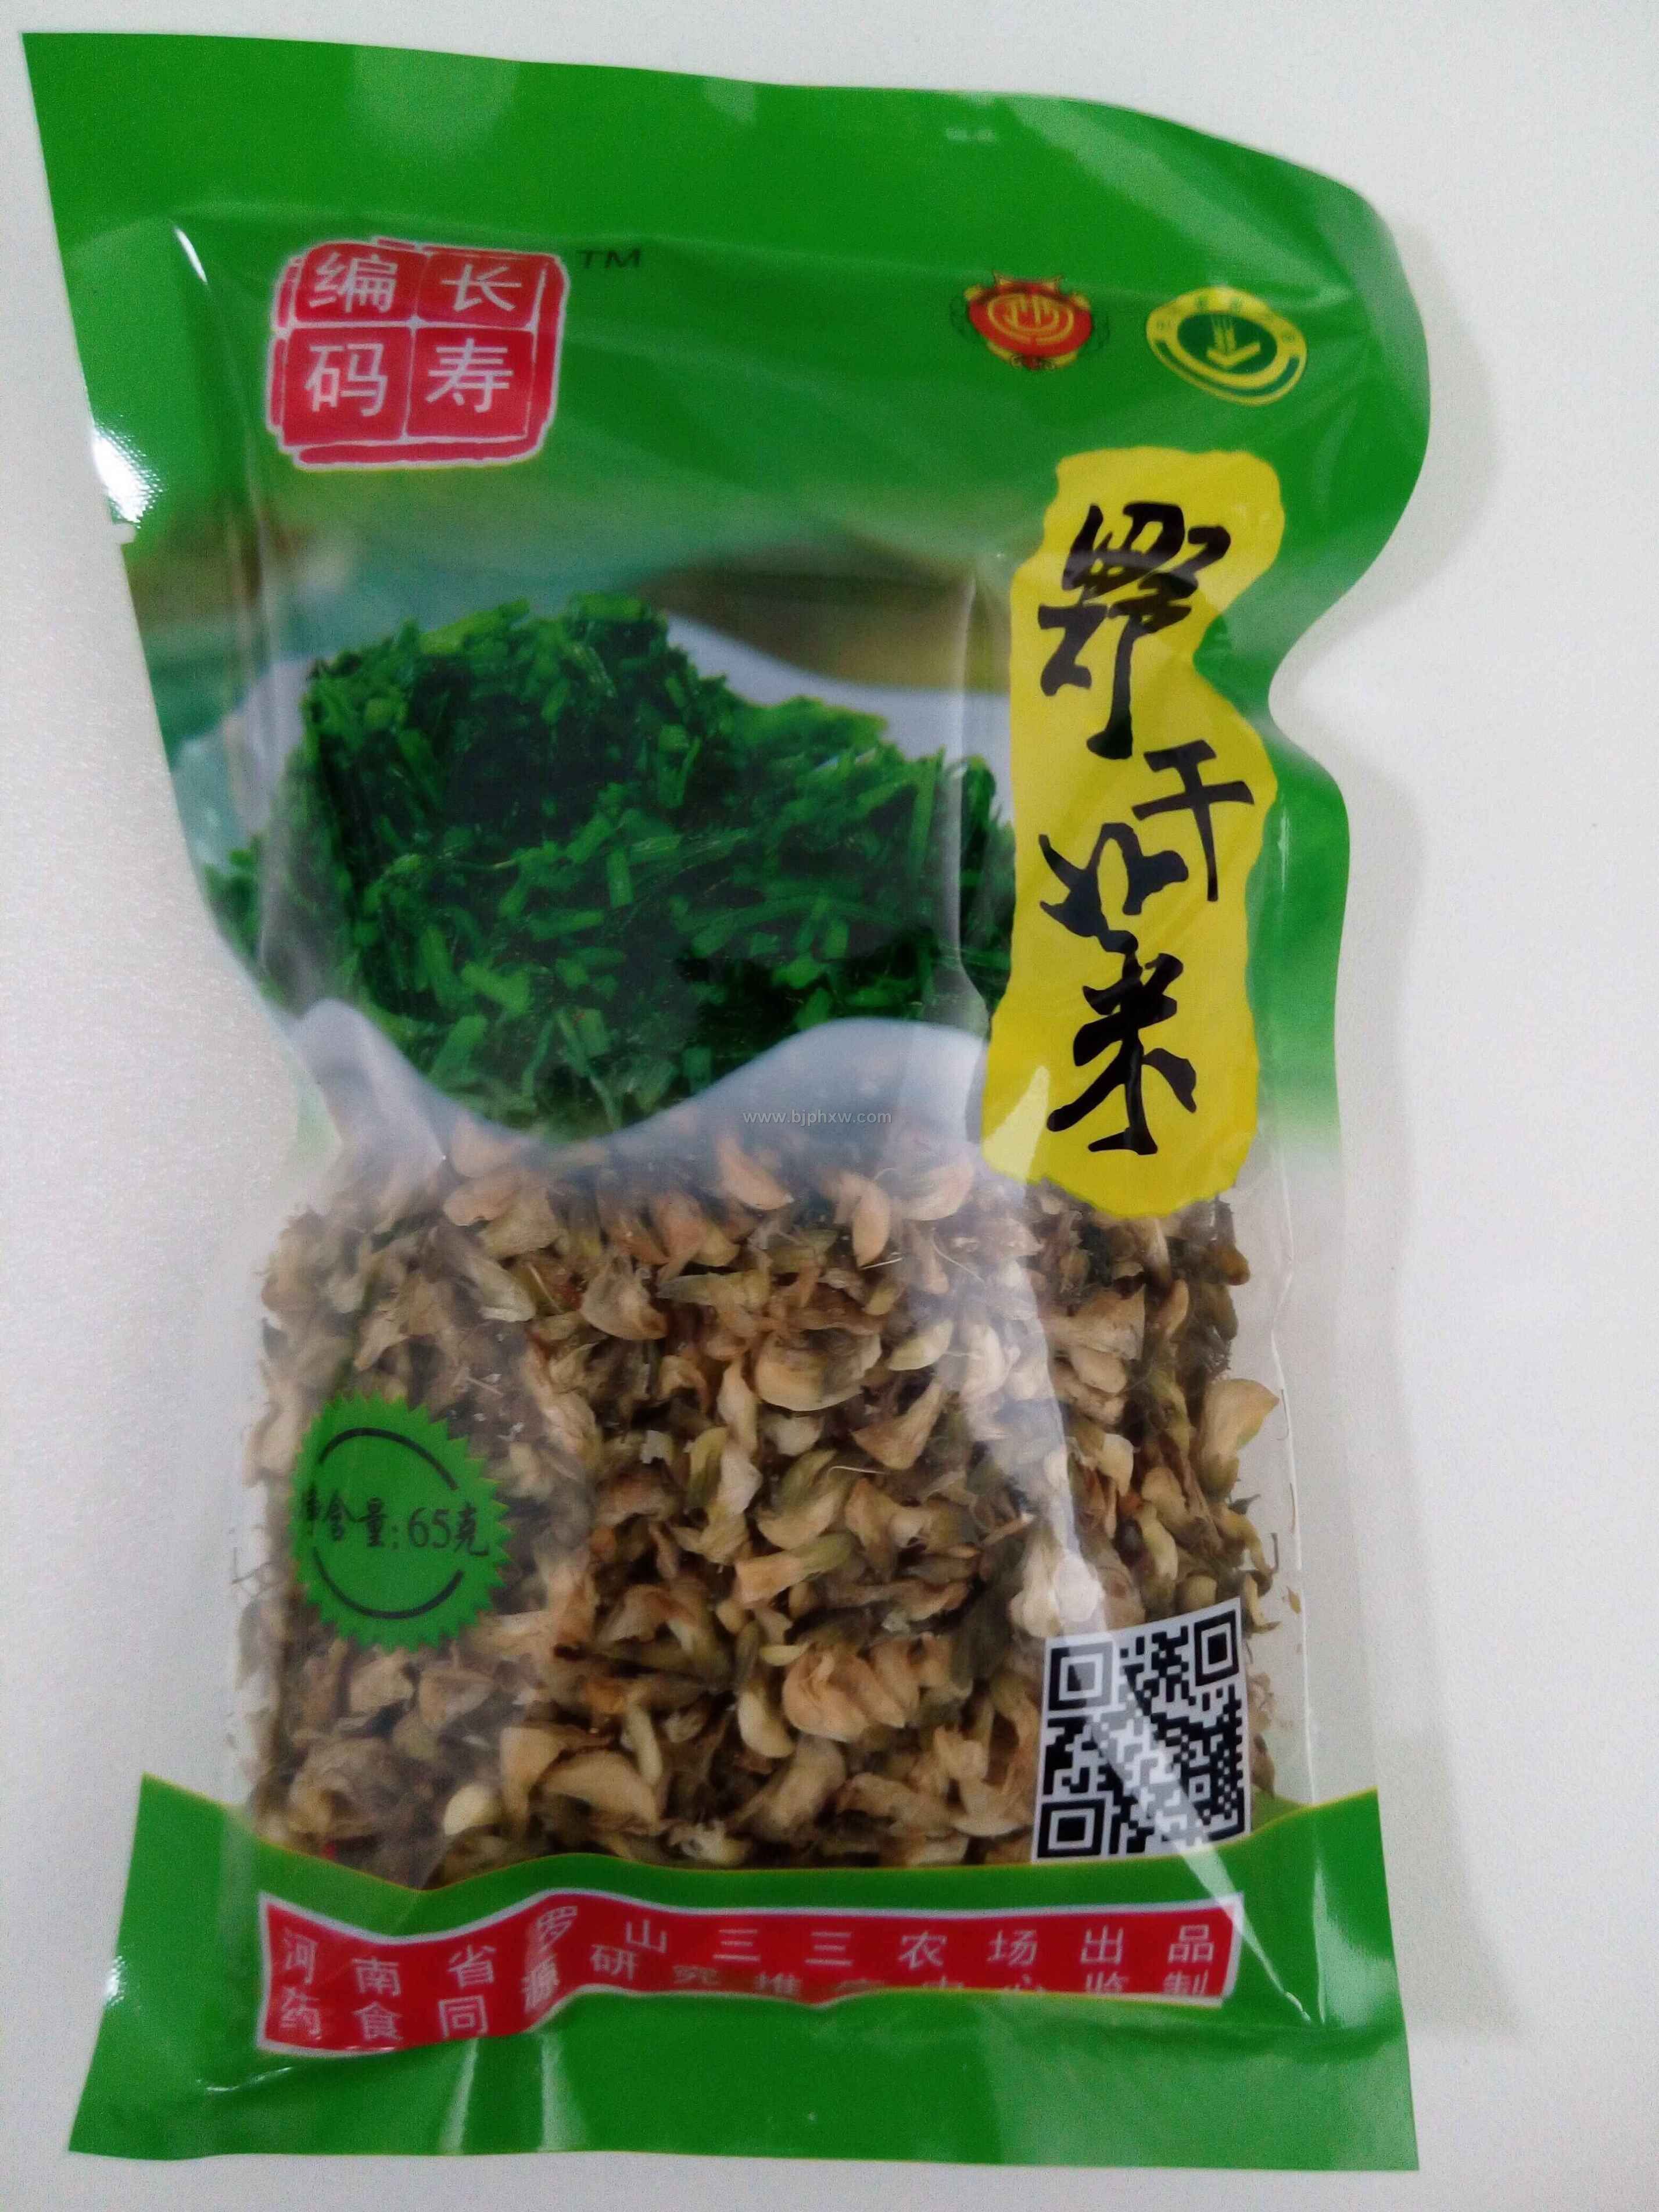 长寿
编码
TM
野干菜
www.bjphxw.com
净含量:65克
河南省罗山三三农场出品
药食同源研究推广中心监制